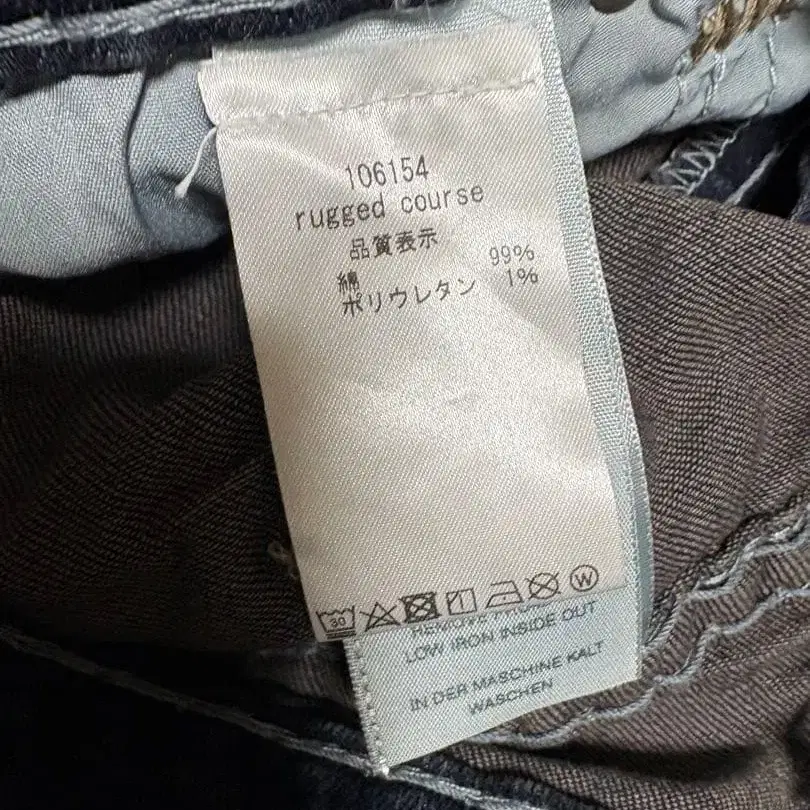 106154
rugged course
品質表示
綿 99%
ポリウレタン 1%
30 W
LOW IRON INSIDE OUT
IN DER MASCHINE KALT
WASCHEN